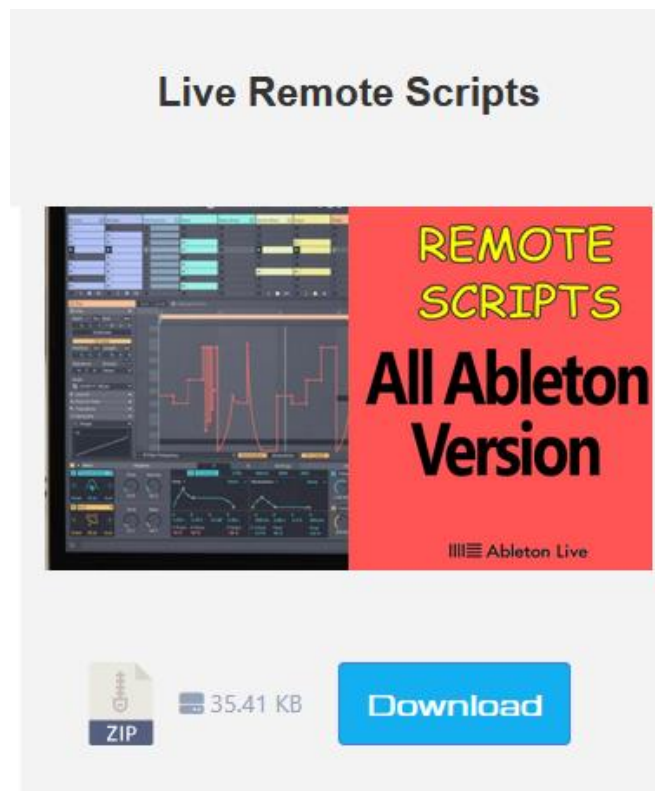 Live Remote Scripts
REMOTE
SCRIPTS
All Ableton
Version
Ableton Live
ZIP
35.41 KB
Download